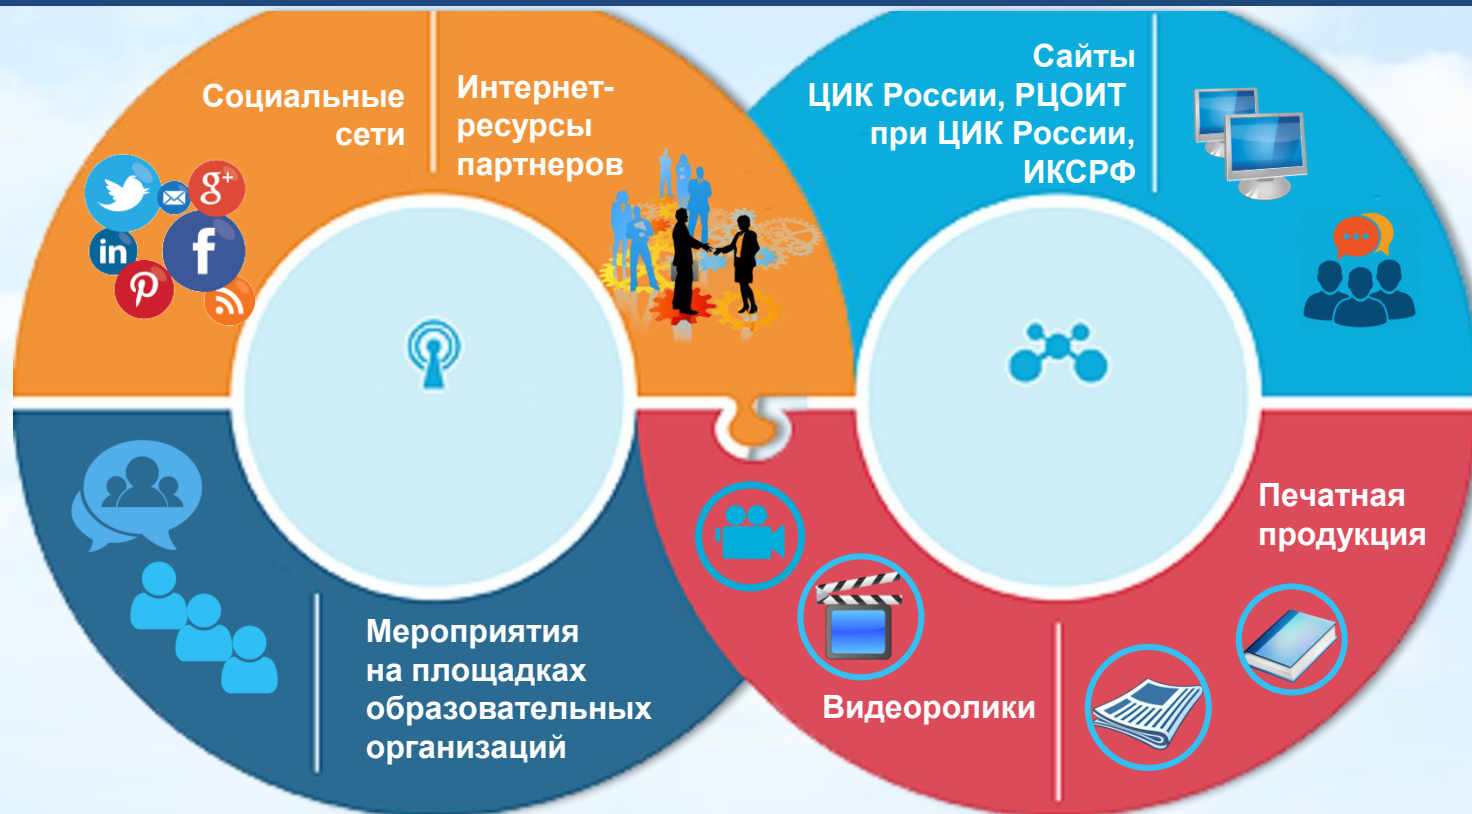 Социальные
сети
Интернет-
ресурсы
партнеров
Сайты
ЦИК России, РЦОИТ
при ЦИК России,
ИКСРФ
g+
in
f
Мероприятия
на площадках
образовательных
организаций
Видеоролики
Печатная
продукция